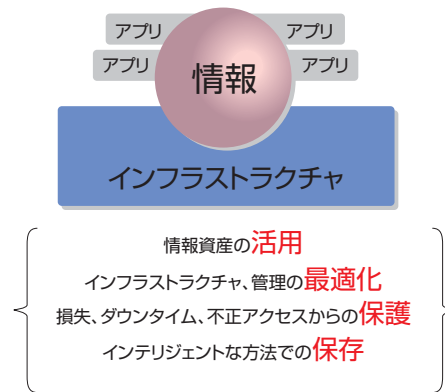 アプリ アプリ
アプリ アプリ
情報
インフラストラクチャ
情報資産の活用
インフラストラクチャ、管理の最適化
損失、ダウンタイム、不正アクセスからの保護
インテリジェントな方法での保存